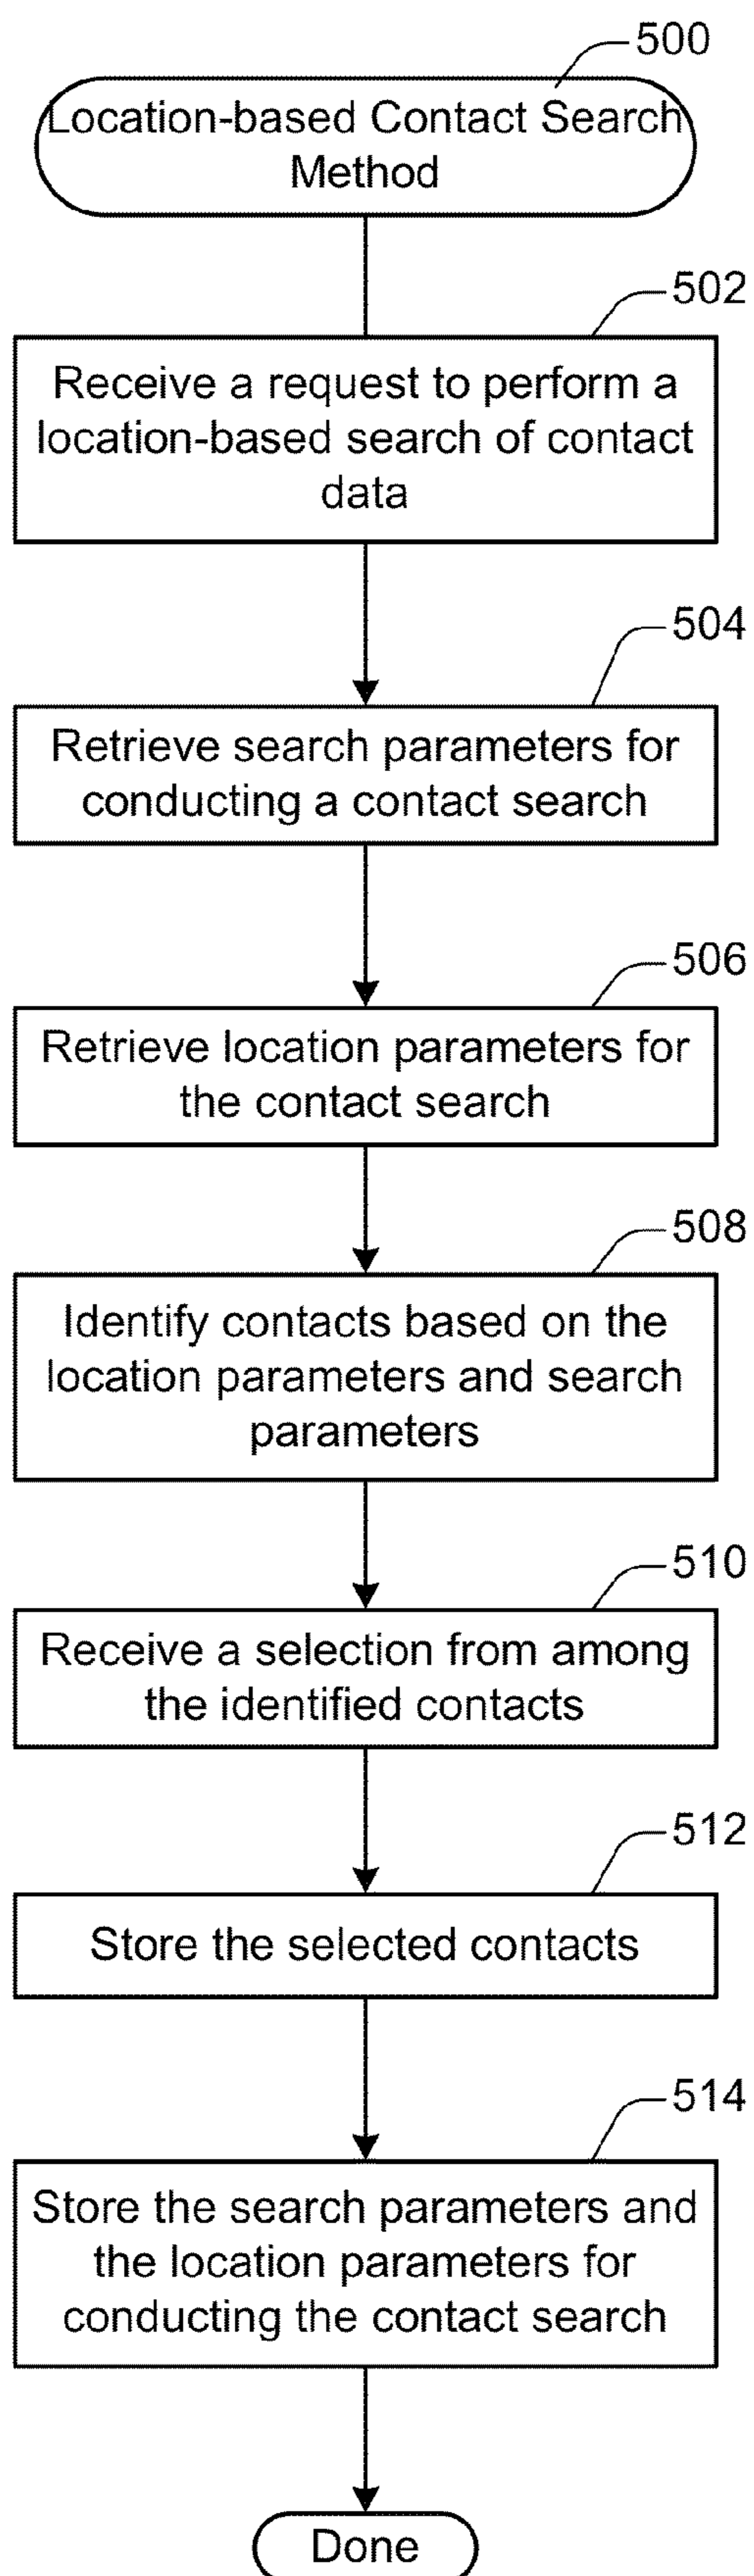 500
Location-based Contact Search
Method
502
Receive a request to perform a
location-based search of contact
data
504
Retrieve search parameters for
conducting a contact search
506
Retrieve location parameters for
the contact search
508
Identify contacts based on the
location parameters and search
parameters
510
Receive a selection from among
the identified contacts
512
Store the selected contacts
514
Store the search parameters and
the location parameters for
conducting the contact search
Done